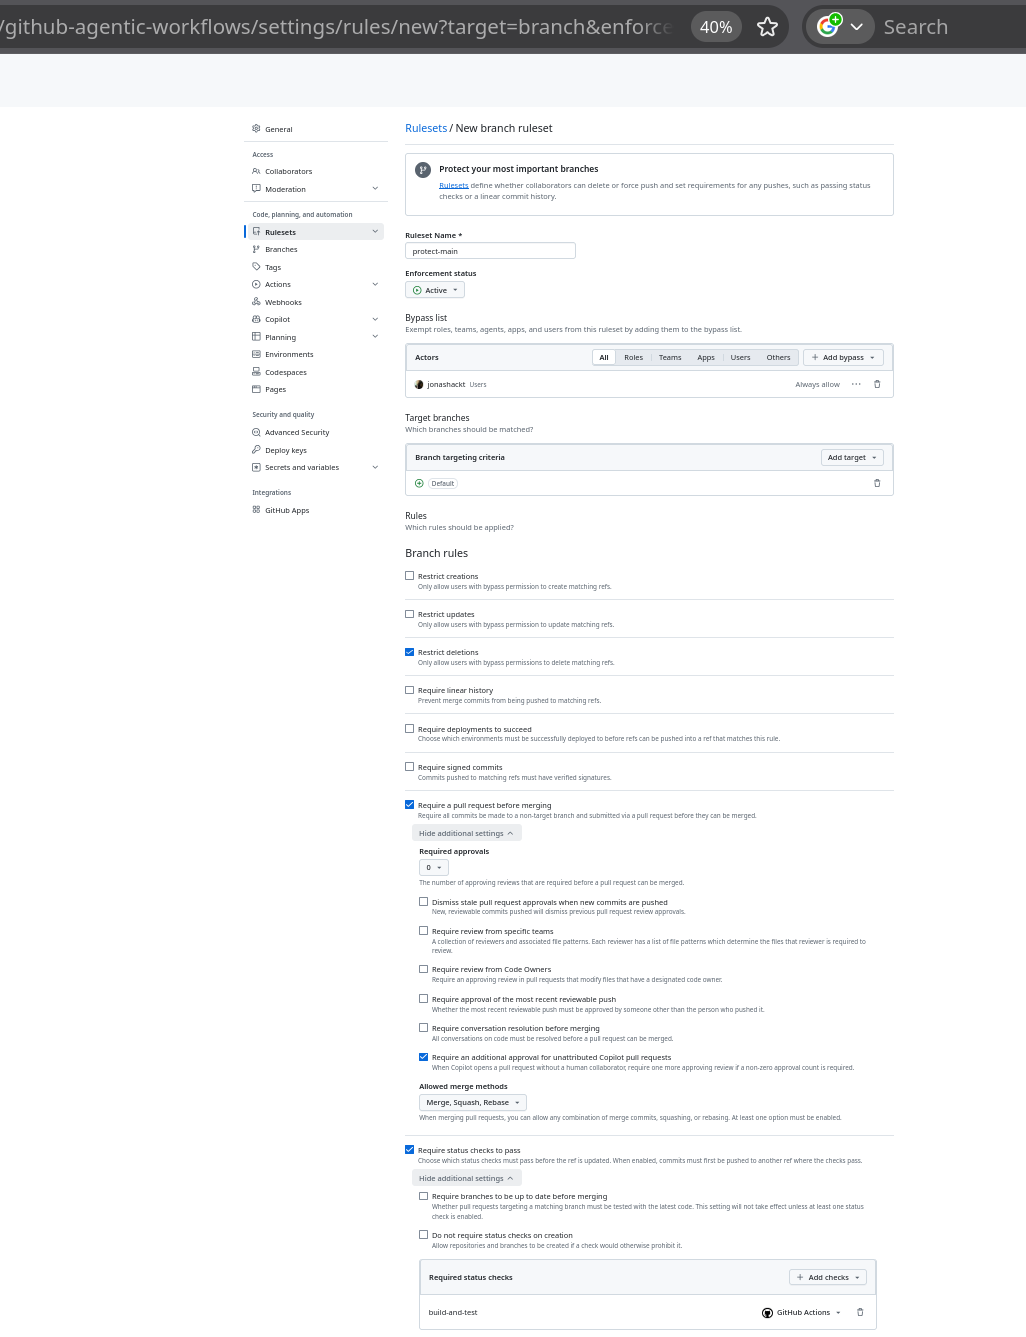 /github-agentic-workflows/settings/rules/new?target=branch&enforce
40%
Search
General
Access
Collaborators
Moderation
Code, planning, and automation
Rulesets
Branches
Tags
Actions
Webhooks
Copilot
Planning
Environments
Codespaces
Pages
Security and quality
Advanced Security
Deploy keys
Secrets and variables
Integrations
GitHub Apps
Rulesets / New branch ruleset
Protect your most important branches
Rulesets define whether collaborators can delete or force push and set requirements for any pushes, such as passing status
checks or a linear commit history.
Ruleset Name *
protect-main
Enforcement status
Active
Bypass list
Exempt roles, teams, agents, apps, and users from this ruleset by adding them to the bypass list.
Actors
All Roles Teams Apps Users Others
Add bypass
jonashackt Users
Always allow
Target branches
Which branches should be matched?
Branch targeting criteria
Add target
Default
Rules
Which rules should be applied?
Branch rules
Restrict creations
Only allow users with bypass permission to create matching refs.
Restrict updates
Only allow users with bypass permission to update matching refs.
Restrict deletions
Only allow users with bypass permissions to delete matching refs.
Require linear history
Prevent merge commits from being pushed to matching refs.
Require deployments to succeed
Choose which environments must be successfully deployed to before refs can be pushed into a ref that matches this rule.
Require signed commits
Commits pushed to matching refs must have verified signatures.
Require a pull request before merging
Require all commits be made to a non-target branch and submitted via a pull request before they can be merged.
Hide additional settings
Required approvals
0
The number of approving reviews that are required before a pull request can be merged.
Dismiss stale pull request approvals when new commits are pushed
New, reviewable commits pushed will dismiss previous pull request review approvals.
Require review from specific teams
A collection of reviewers and associated file patterns. Each reviewer has a list of file patterns which determine the files that reviewer is required to
review.
Require review from Code Owners
Require an approving review in pull requests that modify files that have a designated code owner.
Require approval of the most recent reviewable push
Whether the most recent reviewable push must be approved by someone other than the person who pushed it.
Require conversation resolution before merging
All conversations on code must be resolved before a pull request can be merged.
Require an additional approval for unattributed Copilot pull requests
When Copilot opens a pull request without a human collaborator, require one more approving review if a non-zero approval count is required.
Allowed merge methods
Merge, Squash, Rebase
When merging pull requests, you can allow any combination of merge commits, squashing, or rebasing. At least one option must be enabled.
Require status checks to pass
Choose which status checks must pass before the ref is updated. When enabled, commits must first be pushed to another ref where the checks pass.
Hide additional settings
Require branches to be up to date before merging
Whether pull requests targeting a matching branch must be tested with the latest code. This setting will not take effect unless at least one status
check is enabled.
Do not require status checks on creation
Allow repositories and branches to be created if a check would otherwise prohibit it.
Required status checks
Add checks
build-and-test
GitHub Actions